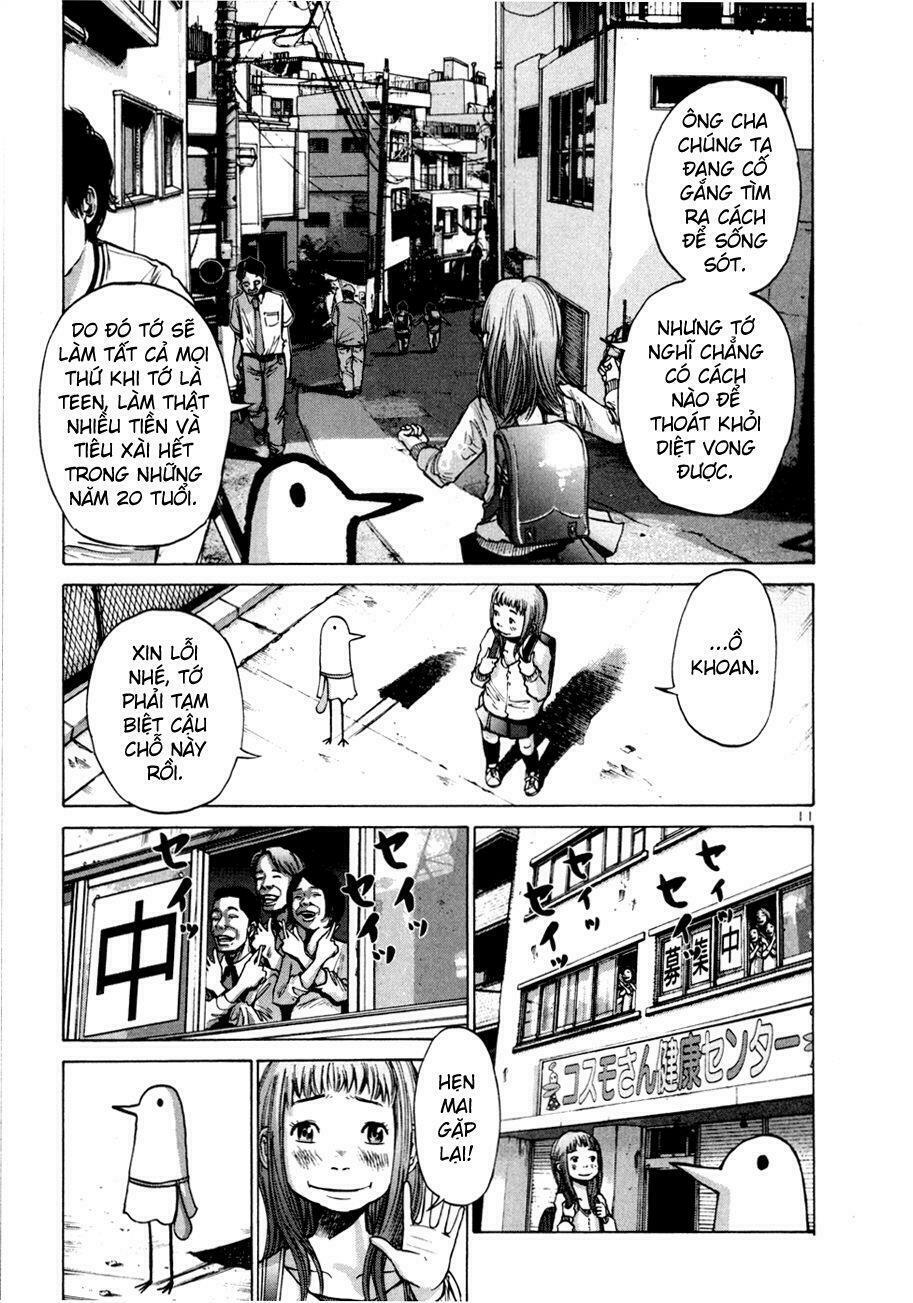 ÔNG CHA
CHÚNG TA
ĐANG CỐ
GẮNG TÌM
RA CÁCH
ĐỂ SỐNG
SÓT.
NHƯNG TỚ
NGHĨ CHẲNG
CÓ CÁCH
NÀO ĐỂ
THOÁT KHỎI
DIỆT VONG
ĐƯỢC.
DO ĐÓ TỚ SẼ
LÀM TẤT CẢ MỌI
THỨ KHI TỚ LÀ
TEEN, LÀM THẬT
NHIỀU TIỀN VÀ
TIÊU XÀI HẾT
TRONG NHỮNG
NĂM 20 TUỔI.
...Ồ
KHOAN.
XIN LỖI
NHÉ, TỚ
PHẢI TẠM
BIỆT CẬU
CHỖ NÀY
RỒI.
11
セイッ
セイッ
セイッ
募集中
コスモさん健康センター
セイッ
セイッ
セイッ
中
HẸN
MAI
GẶP
LẠI!